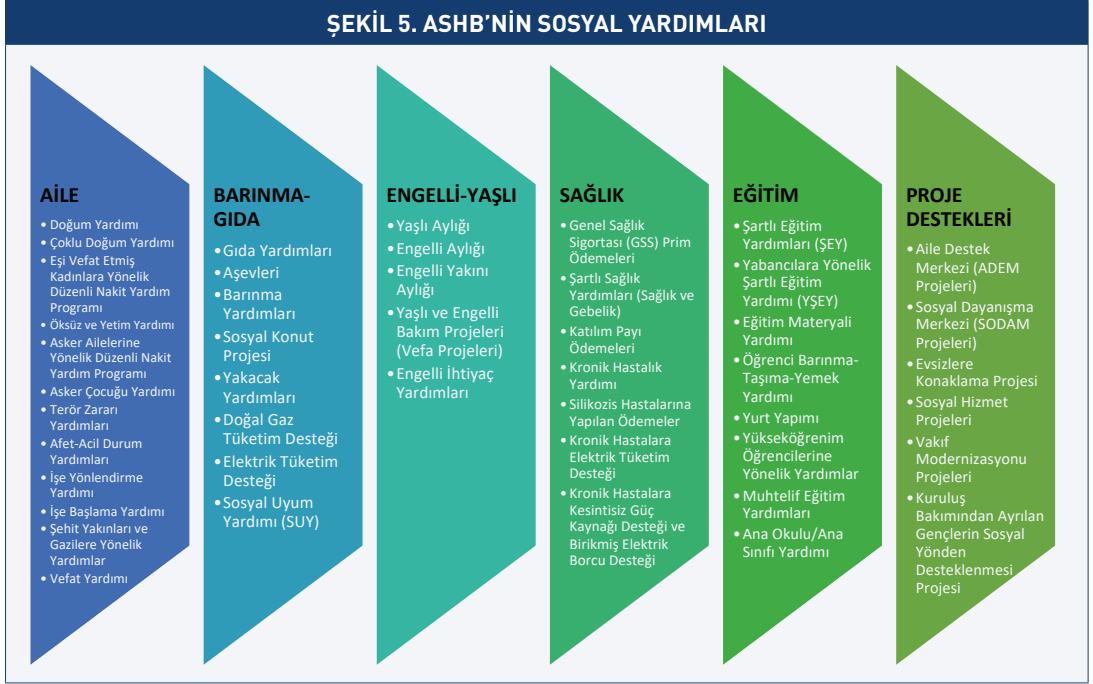 ŞEKİL 5. ASHB'NİN SOSYAL YARDIMLARI
AİLE
• Doğum Yardımı
• Çoklu Doğum Yardımı
• Eşi Vefat Etmiş
Kadınlara Yönelik
Düzenli Nakit Yardım
Programı
• Öksüz ve Yetim Yardımı
• Asker Ailelerine
Yönelik Düzenli Nakit
Yardım Programı
• Asker Çocuğu Yardımı
• Terör Zararı
Yardımları
• Afet-Acil Durum
Yardımları
• İşe Yönlendirme
Yardımı
• İşe Başlama Yardımı
• Şehit Yakınları ve
Gazilere Yönelik
Yardımlar
• Vefat Yardımı
BARINMA-
GIDA
• Gıda Yardımları
• Aşevleri
• Barınma
Yardımları
• Sosyal Konut
Projesi
• Yakacak
Yardımları
• Doğal Gaz
Tüketim Desteği
• Elektrik Tüketim
Desteği
• Sosyal Uyum
Yardımı (SUY)
ENGELLİ-YAŞLI
• Yaşlı Aylığı
• Engelli Aylığı
• Engelli Yakını
Aylığı
• Yaşlı ve Engelli
Bakım Projeleri
(Vefa Projeleri)
• Engelli İhtiyaç
Yardımları
SAĞLIK
• Genel Sağlık
Sigortası (GSS) Prim
Ödemeleri
• Şartlı Sağlık
Yardımları (Sağlık ve
Gebelik)
• Katılım Payı
Ödemeleri
• Kronik Hastalık
Yardımı
• Silikozis Hastalarına
Yapılan Ödemeler
• Kronik Hastalara
Elektrik Tüketim
Desteği
• Kronik Hastalara
Kesintisiz Güç
Kaynağı Desteği ve
Birikmiş Elektrik
Borcu Desteği
EĞİTİM
• Şartlı Eğitim
Yardımları (ŞEY)
• Yabancılara Yönelik
Şartlı Eğitim
Yardımı (YŞEY)
• Eğitim Materyali
Yardımı
• Öğrenci Barınma-
Taşıma-Yemek
Yardımı
• Yurt Yapımı
• Yükseköğrenim
Öğrencilerine
Yönelik Yardımlar
• Muhtelif Eğitim
Yardımları
• Ana Okulu/Ana
Sınıfı Yardımı
PROJE
DESTEKLERİ
• Aile Destek
Merkezi (ADEM
Projeleri)
• Sosyal Dayanışma
Merkezi (SODAM
Projeleri)
• Evsizlere
Konaklama Projesi
• Sosyal Hizmet
Projeleri
• Vakıf
Modernizasyonu
Projeleri
• Kuruluş
Bakımından Ayrılan
Gençlerin Sosyal
Yönden
Desteklenmesi
Projesi